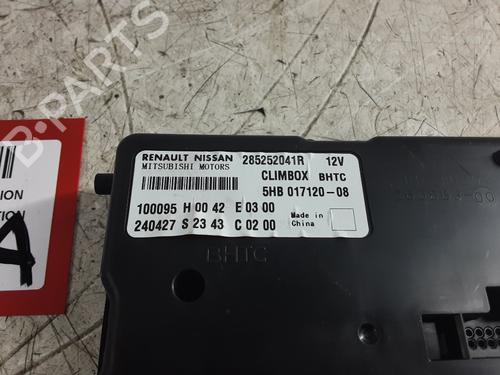 B-PARTS
RENAULT NISSAN 285252041R 12V
MITSUBISHI MOTORS CLIMBOX BHTC
5HB 017120-08
100095 H 00 42 E 03 00
240427 S 23 43 C 02 00
Made in
China
BHTC